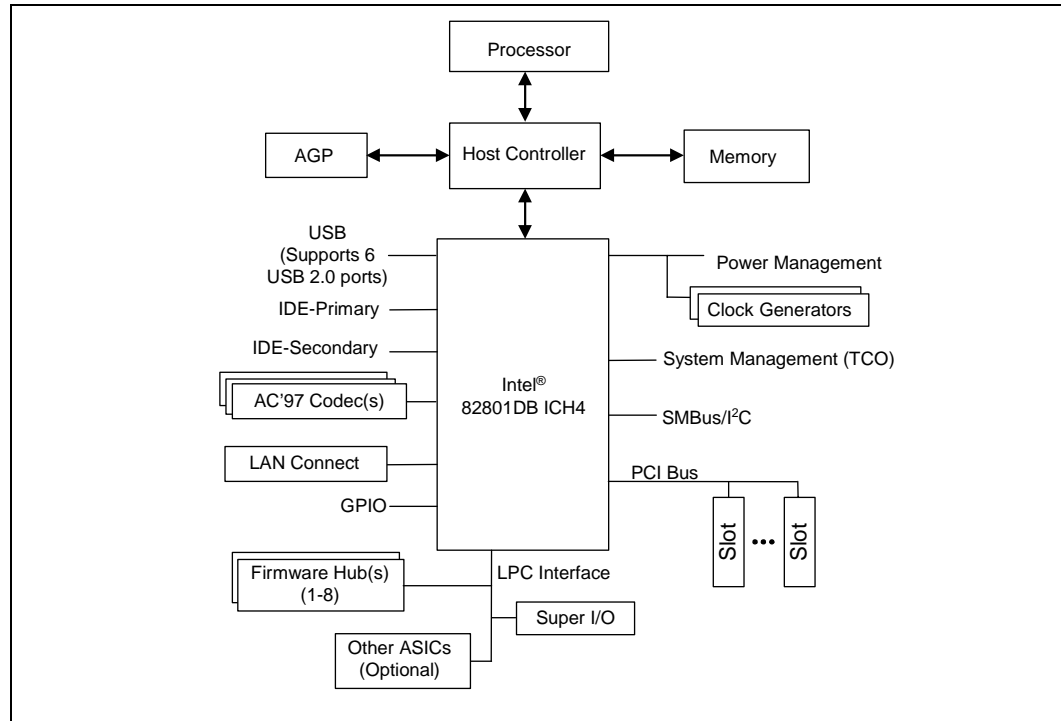 Processor
AGP
Host Controller
Memory
USB
(Supports 6
USB 2.0 ports)
IDE-Primary
IDE-Secondary
AC'97 Codec(s)
LAN Connect
GPIO
Intel®
82801DB ICH4
Power Management
Clock Generators
System Management (TCO)
SMBus/I²C
PCI Bus
Slot
•••
Slot
LPC Interface
Firmware Hub(s)
(1-8)
Super I/O
Other ASICs
(Optional)